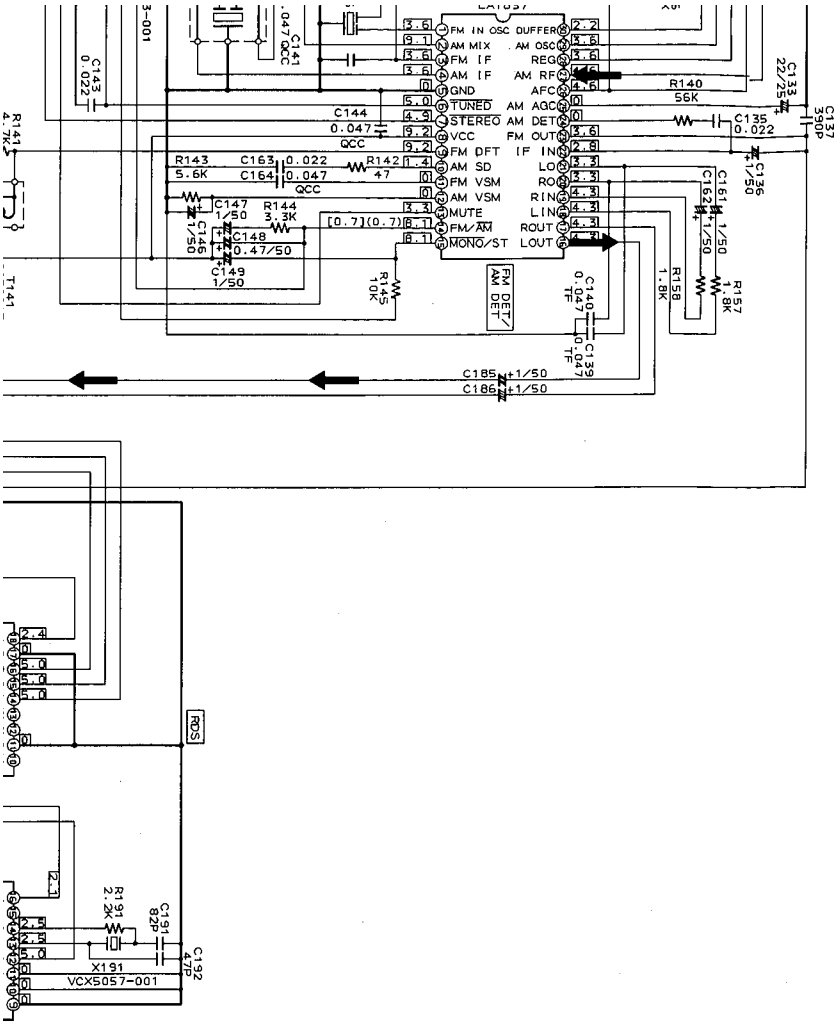 3-001
.047 QCC
C141
C143
0.022
3.6
FM IN OSC BUFFER
2.2
9.1
AM MIX
AM OSC
3.6
3.6
FM IF
REG
3.6
3.6
AM IF
AM RF
0
GND
AFC
4.6
5.0
TUNED
AM AGC
0
4.9
STEREO
AM DET
0
9.2
VCC
FM OUT
3.6
9.2
FM DFT
IF IN
2.8
1.4
AM SD
LO
3.3
0
FM VSM
RO
3.3
0
AM VSM
RIN
4.3
3.3
MUTE
LIN
4.3
[0.7](0.7)
8.1
FM/AM
ROUT
4.3
8.1
MONO/ST
LOUT
C133
22/25
R140
56K
C137
390P
C135
0.022
C136
1/50
C144
0.047
QCC
R141
4.7K
R143
5.6K
C163
0.022
R142
47
C164
0.047
QCC
C147
1/50
R144
3.3K
C146
1/50
C148
0.47/50
C149
1/50
T141
R145
10K
FM DET/
AM DET
C161
1/50
C162
1/50
R158
1.8K
R157
1.8K
C140
0.047
TF
C139
0.047
TF
C185
+1/50
C186
+1/50
2.4
0
5.0
5.0
5.0
0
RDS
2.1
R191
2.2K
C191
82P
2.5
2.5
5.0
0
0
0
X191
VCX5057-001
C192
47P